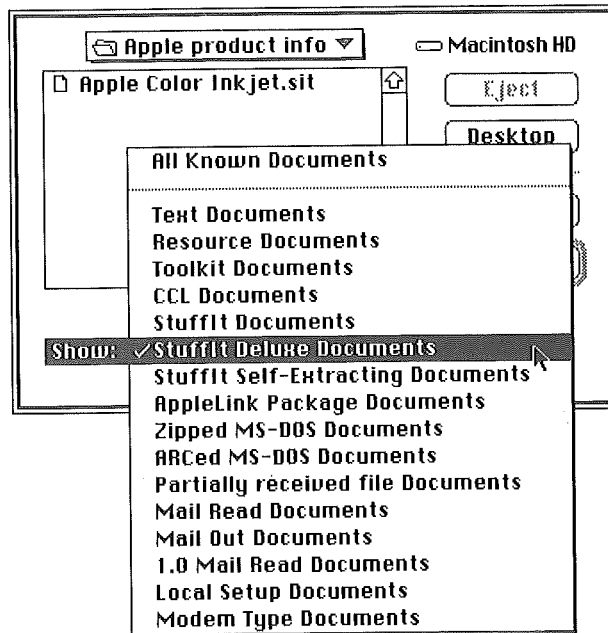 Apple product info
Macintosh HD
Apple Color Inkjet.sit
Eject
Desktop
All Known Documents
Text Documents
Resource Documents
Toolkit Documents
CCL Documents
StuffIt Documents
Show: ✓StuffIt Deluxe Documents
StuffIt Self-Extracting Documents
AppleLink Package Documents
Zipped MS-DOS Documents
ARCed MS-DOS Documents
Partially received file Documents
Mail Read Documents
Mail Out Documents
1.0 Mail Read Documents
Local Setup Documents
Modem Type Documents